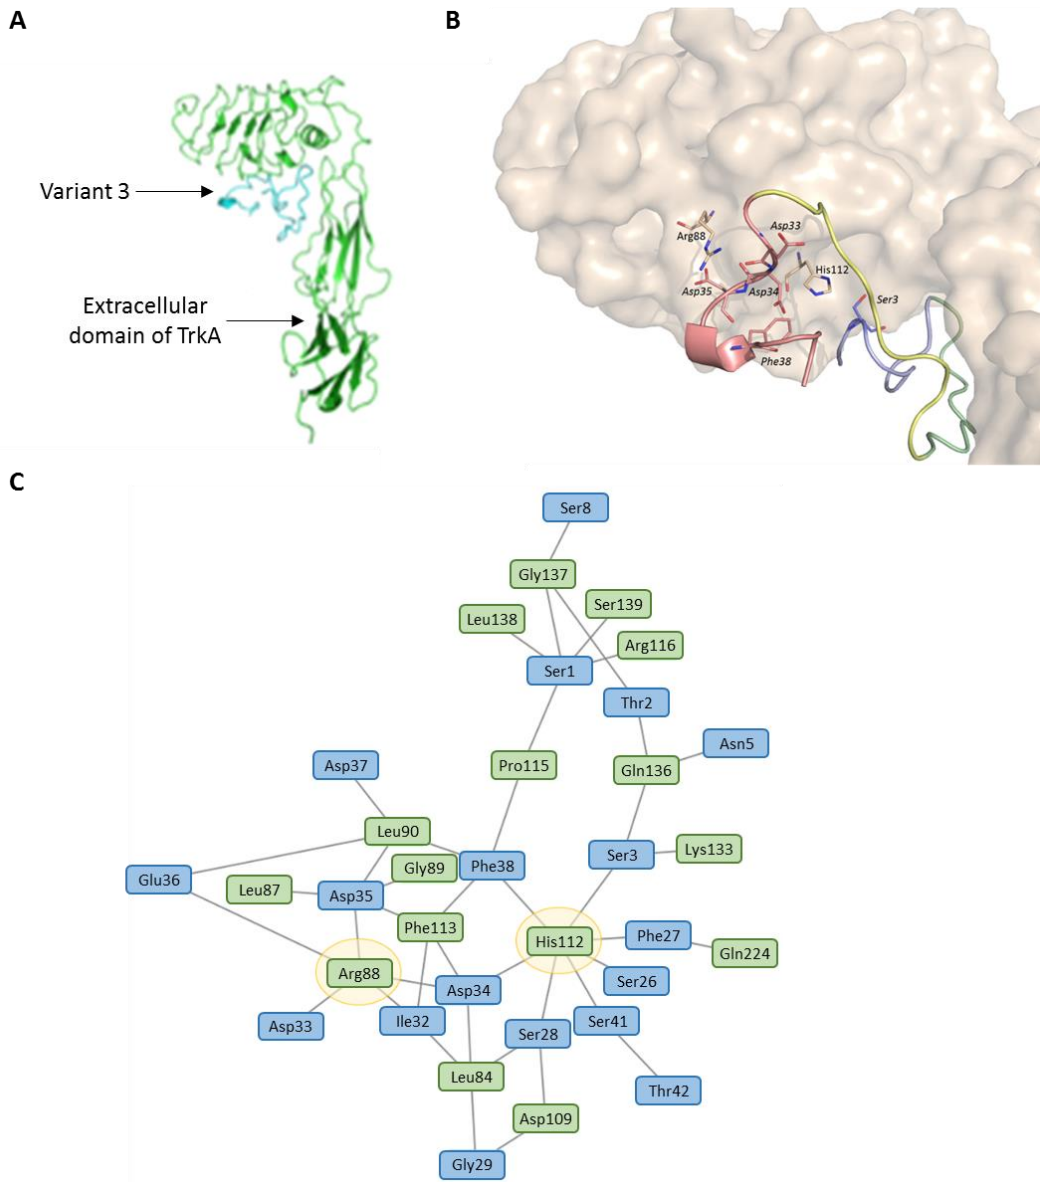 A
B
Variant 3
Extracellular
domain of TrkA
Arg88
Asp33
His112
Asp35
Asp34
Ser3
Phe38
C
Ser8
Gly137
Ser139
Leu138
Arg116
Ser1
Thr2
Asn5
Asp37
Pro115
Gln136
Leu90
Ser3
Lys133
Gly89
Phe38
Glu36
Leu87
Asp35
Phe113
His112
Phe27
Gln224
Arg88
Ser26
Asp34
Asp33
Ile32
Ser28
Ser41
Leu84
Thr42
Asp109
Gly29